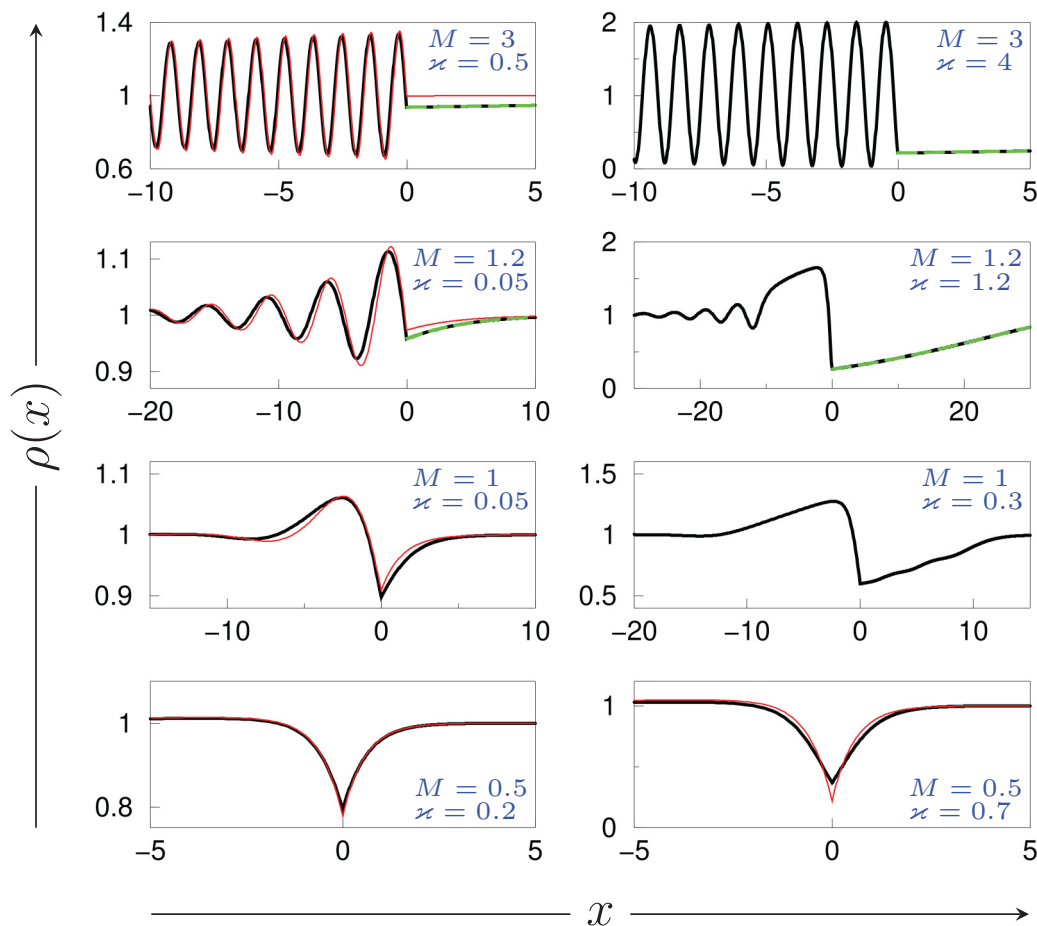 ρ(x)
1.4
1
0.6
−10 −5 0 5
M = 3
ϰ = 0.5
2
1
0
−10 −5 0 5
M = 3
ϰ = 4
1.1
1
0.9
−20 −10 0 10
M = 1.2
ϰ = 0.05
2
1
0
−20 0 20
M = 1.2
ϰ = 1.2
1.1
1
0.9
−10 0 10
M = 1
ϰ = 0.05
1.5
1
0.5
−20 −10 0 10
M = 1
ϰ = 0.3
1
0.8
−5 0 5
M = 0.5
ϰ = 0.2
1
0
−5 0 5
M = 0.5
ϰ = 0.7
x